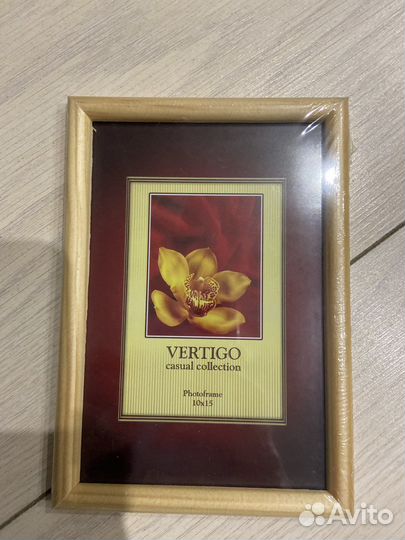 VERTIGO
casual collection
Photoframe
10x15
Avito